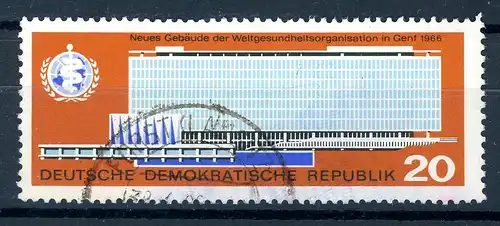 Neues Gebäude der Weltgesundheitsorganisation in Genf 1966
DEUTSCHE DEMOKRATISCHE REPUBLIK 20